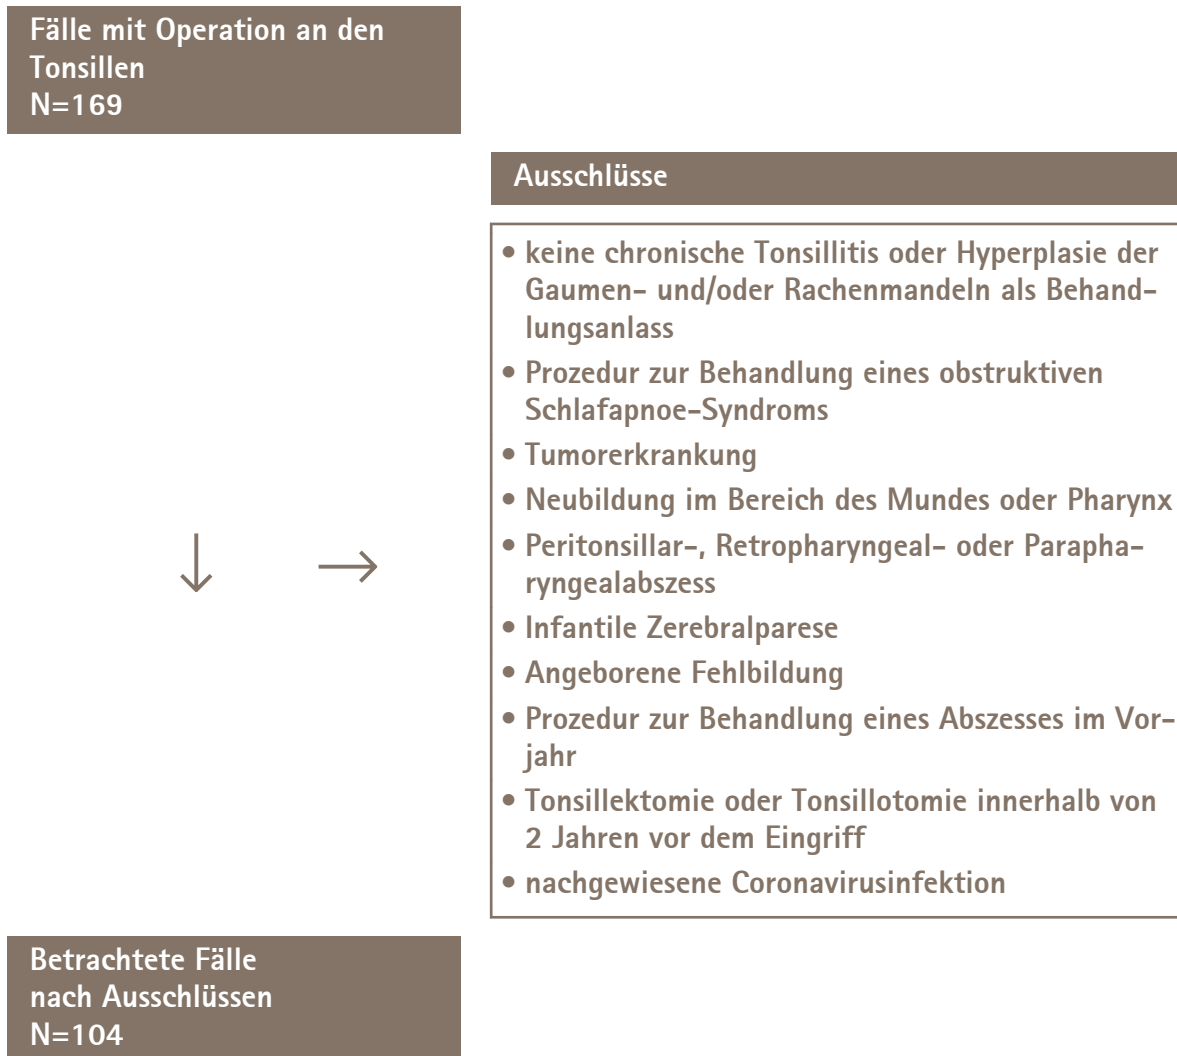 Fälle mit Operation an den
Tonsillen
N=169
Ausschlüsse
• keine chronische Tonsillitis oder Hyperplasie der
Gaumen- und/oder Rachenmandeln als Behand-
lungsanlass
• Prozedur zur Behandlung eines obstruktiven
Schlafapnoe-Syndroms
• Tumorerkrankung
• Neubildung im Bereich des Mundes oder Pharynx
• Peritonsillar-, Retropharyngeal- oder Parapha-
ryngealabszess
• Infantile Zerebralparese
• Angeborene Fehlbildung
• Prozedur zur Behandlung eines Abszesses im Vor-
jahr
• Tonsillektomie oder Tonsillotomie innerhalb von
2 Jahren vor dem Eingriff
• nachgewiesene Coronavirusinfektion
Betrachtete Fälle
nach Ausschlüssen
N=104